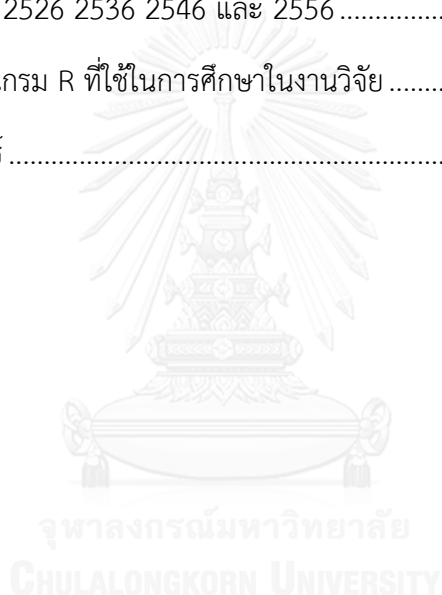 2526 2536 2546 และ 2556 ................
กรม R ที่ใช้ในการศึกษาในงานวิจัย ........
................................................................
จุฬาลงกรณ์มหาวิทยาลัย
CHULALONGKORN UNIVERSITY